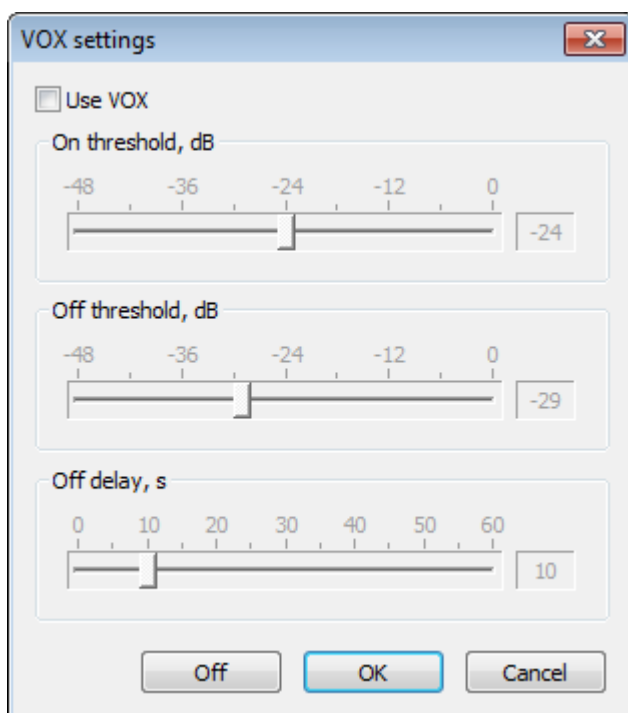 VOX settings
Use VOX
On threshold, dB
-48 -36 -24 -12 0
-24
Off threshold, dB
-48 -36 -24 -12 0
-29
Off delay, s
0 10 20 30 40 50 60
10
Off OK Cancel